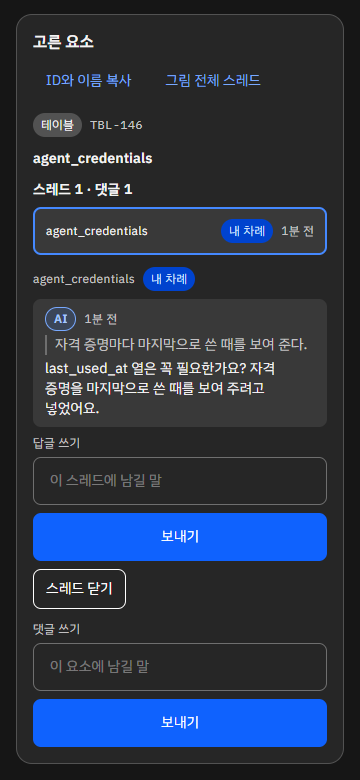 고른 요소
ID와 이름 복사
그림 전체 스레드
테이블 TBL-146
agent_credentials
스레드 1 · 댓글 1
agent_credentials 내 차례 1분 전
agent_credentials 내 차례
AI 1분 전
자격 증명마다 마지막으로 쓴 때를 보여 준다.
last_used_at 열은 꼭 필요한가요? 자격
증명을 마지막으로 쓴 때를 보여 주려고
넣었어요.
답글 쓰기
이 스레드에 남길 말
보내기
스레드 닫기
댓글 쓰기
이 요소에 남길 말
보내기